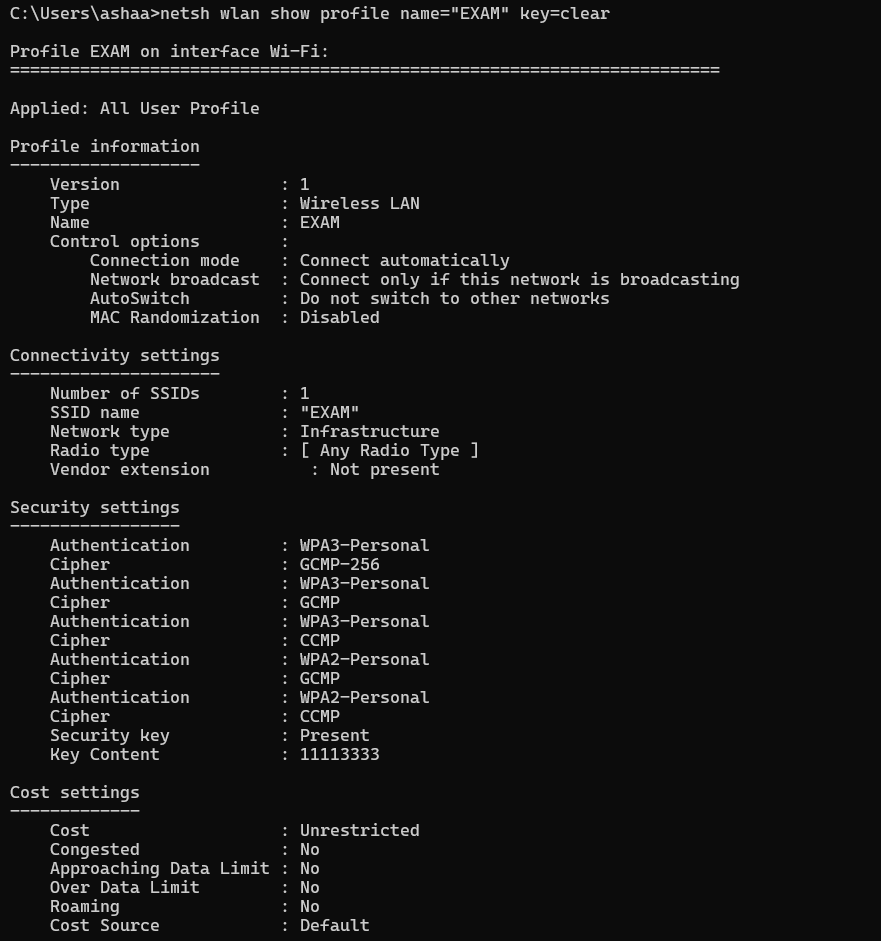 C:\Users\ashaa>netsh wlan show profile name="EXAM" key=clear

Profile EXAM on interface Wi-Fi:
=======================================================================

Applied: All User Profile

Profile information
-------------------
    Version                : 1
    Type                   : Wireless LAN
    Name                   : EXAM
    Control options        :
        Connection mode    : Connect automatically
        Network broadcast  : Connect only if this network is broadcasting
        AutoSwitch         : Do not switch to other networks
        MAC Randomization  : Disabled

Connectivity settings
---------------------
    Number of SSIDs        : 1
    SSID name              : "EXAM"
    Network type           : Infrastructure
    Radio type             : [ Any Radio Type ]
    Vendor extension          : Not present

Security settings
-----------------
    Authentication         : WPA3-Personal
    Cipher                 : GCMP-256
    Authentication         : WPA3-Personal
    Cipher                 : GCMP
    Authentication         : WPA3-Personal
    Cipher                 : CCMP
    Authentication         : WPA2-Personal
    Cipher                 : GCMP
    Authentication         : WPA2-Personal
    Cipher                 : CCMP
    Security key           : Present
    Key Content            : 11113333

Cost settings
-------------
    Cost                   : Unrestricted
    Congested              : No
    Approaching Data Limit : No
    Over Data Limit        : No
    Roaming                : No
    Cost Source            : Default